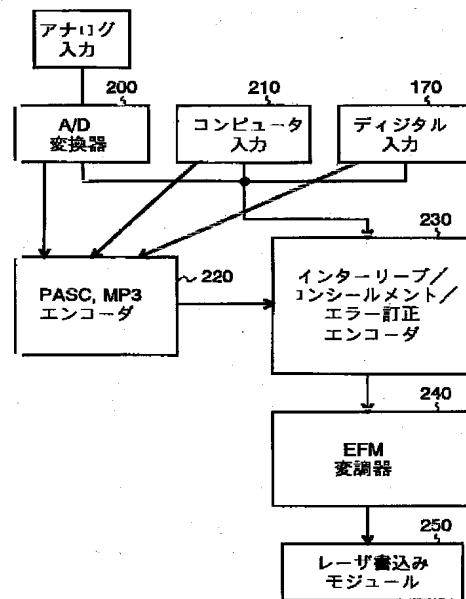 アナログ
入力
200
A/D
変換器
210
コンピュータ
入力
170
ディジタル
入力
220
PASC, MP3
エンコーダ
230
インターリーブ/
コンシールメント/
エラー訂正
エンコーダ
240
EFM
変調器
250
レーザ書込み
モジュール